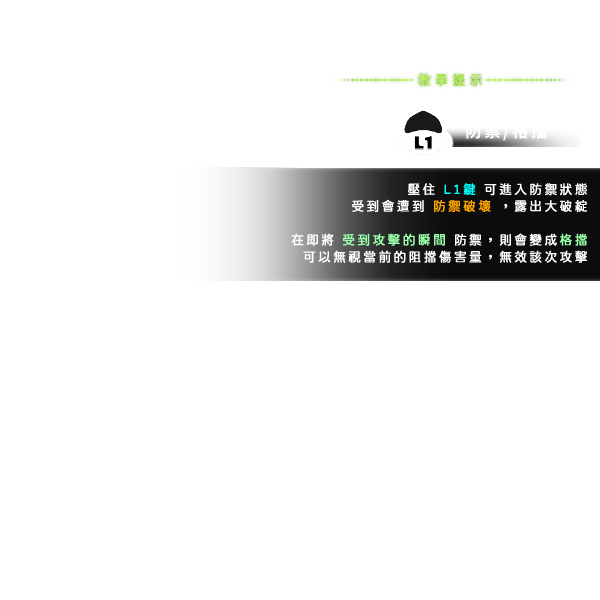 教學提示
防禦/格擋
L1
壓住 L1鍵 可進入防禦狀態
受到會遭到 防禦破壞 ，露出大破綻
在即將 受到攻擊的瞬間 防禦，則會變成格擋
可以無視當前的阻擋傷害量，無效該次攻擊